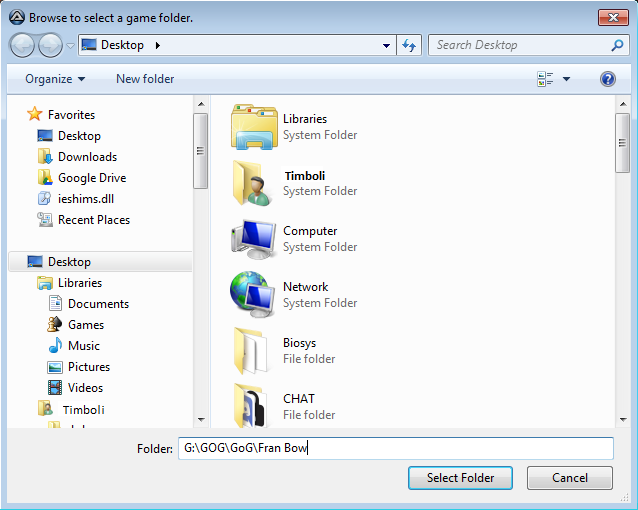 Browse to select a game folder.
Desktop
Search Desktop
Organize
New folder
?
Favorites
Desktop
Downloads
Google Drive
ieshims.dll
Recent Places
Desktop
Libraries
Documents
Games
Music
Pictures
Videos
Timboli
Libraries
System Folder
Timboli
System Folder
Computer
System Folder
Network
System Folder
Biosys
File folder
CHAT
File folder
Folder: G:\GOG\GoG\Fran Bow
Select Folder
Cancel